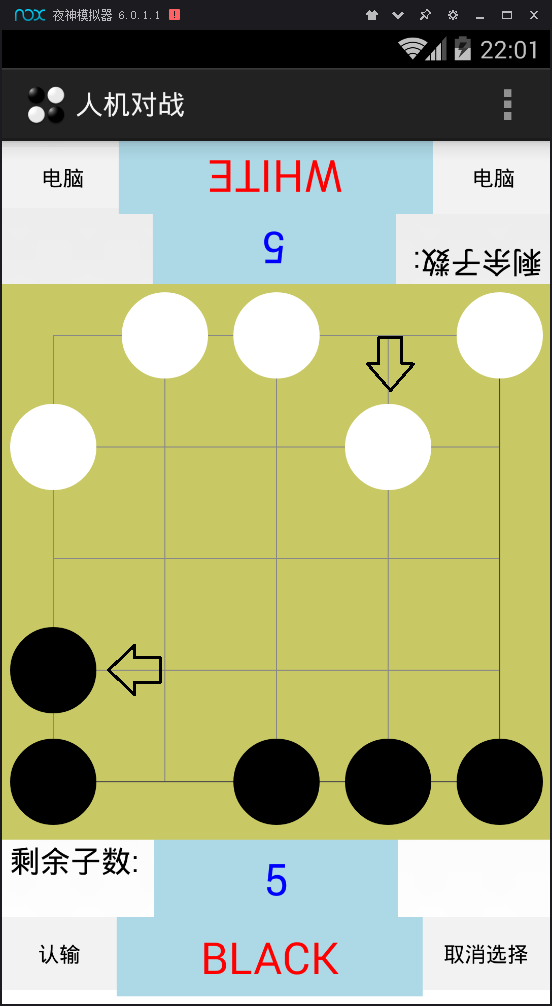 nox 夜神模拟器 6.0.1.1
22:01
人机对战
电脑 WHITE 电脑
5
剩余子数:
剩余子数:
5
认输 BLACK 取消选择